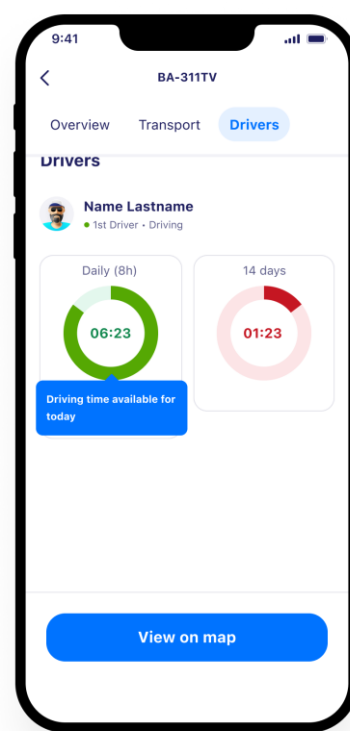 9:41
BA-311TV
Overview Transport Drivers
Drivers
Name Lastname
• 1st Driver • Driving
Daily (8h) 14 days
06:23 01:23
Driving time available for
today
View on map